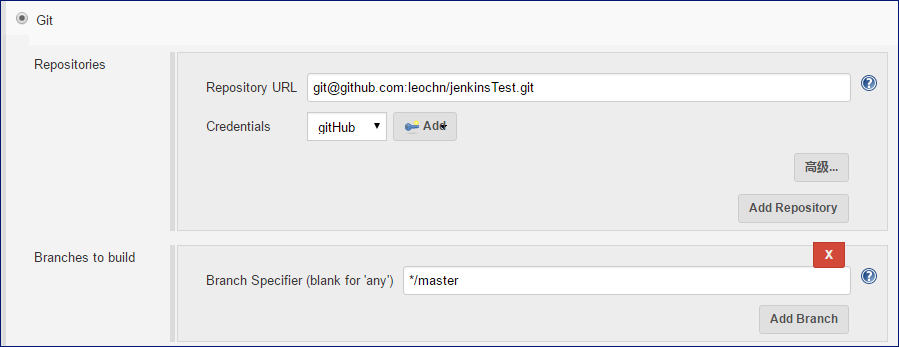 Git
Repositories
Repository URL git@github.com:leochn/jenkinsTest.git
Credentials gitHub Add
高级...
Add Repository
Branches to build
X
Branch Specifier (blank for 'any') */master
Add Branch